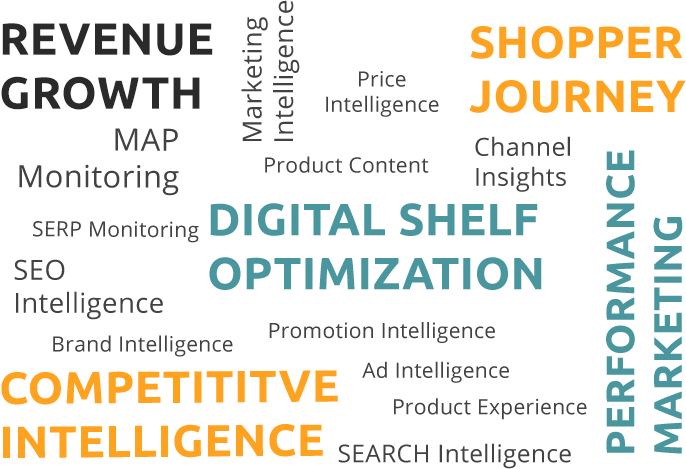 REVENUE
GROWTH
Marketing
Intelligence
Price
Intelligence
SHOPPER
JOURNEY
MAP
Monitoring
Product Content
Channel
Insights
SERP Monitoring
DIGITAL SHELF
OPTIMIZATION
PERFORMANCE
MARKETING
SEO
Intelligence
Brand Intelligence
Promotion Intelligence
Ad Intelligence
COMPETITITVE
INTELLIGENCE
Product Experience
SEARCH Intelligence